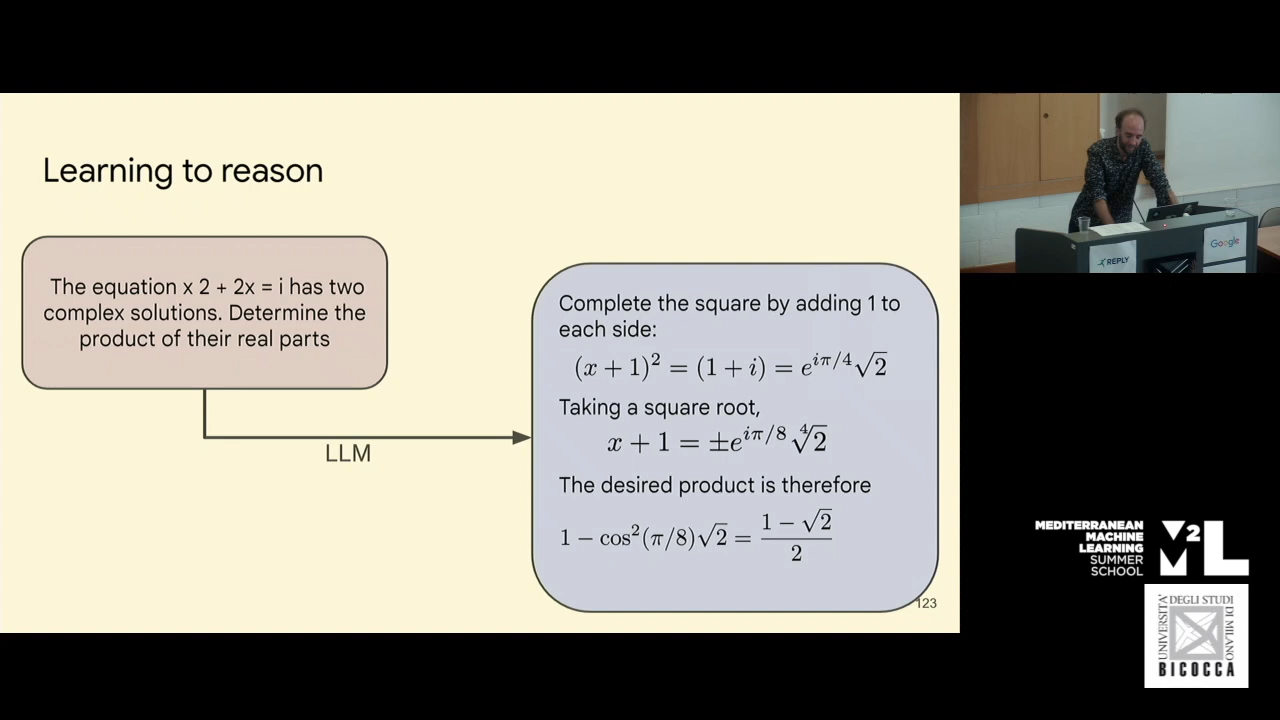 Learning to reason
The equation x 2 + 2x = i has two
complex solutions. Determine the
product of their real parts
LLM
Complete the square by adding 1 to
each side:
(x + 1)² = (1 + i) = e^{iπ/4}√2
Taking a square root,
x + 1 = ±e^{iπ/8}∜2
The desired product is therefore
1 − cos²(π/8)√2 = \frac{1 − √2}{2}
123
REPLY
Google
MEDITERRANEAN
MACHINE
LEARNING
SUMMER
SCHOOL
M²L
UNIVERSITÀ DEGLI STUDI DI MILANO
BICOCCA